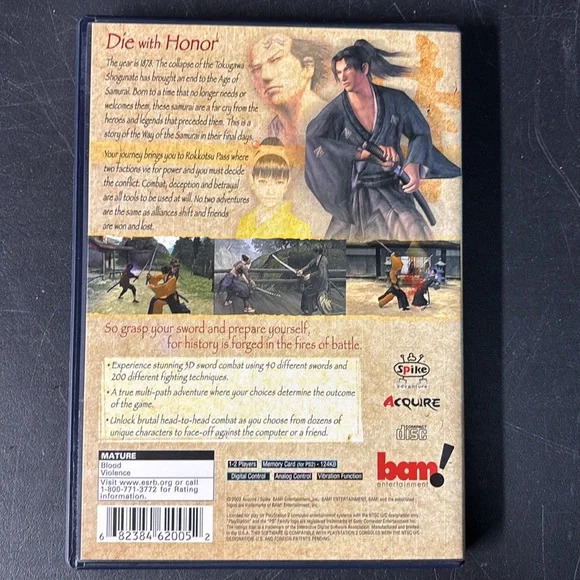 Die with Honor
The year is 1878. The collapse of the Tokugawa
Shogunate has brought an end to the Age of
Samurai. Born to a time that no longer needs or
welcomes them, these samurai are a far cry from the
heroes and legends that preceded them. This is a
story of the Way of the Samurai in their final days.
Your journey brings you to Rokkotsu Pass where
two factions vie for power and you must decide
the conflict. Combat, deception and betrayal
are all tools to be used at will. No two adventures
are the same as alliances shift and friends
are won and lost.
So grasp your sword and prepare yourself,
for history is forged in the fires of battle.
• Experience stunning 3D sword combat using 40 different swords and
200 different fighting techniques.
• A true multi-path adventure where your choices determine the outcome
of the game.
• Unlock brutal head-to-head combat as you choose from dozens of
unique characters to face-off against the computer or a friend.
Spike
ACQUIRE
COMPACT
disc
bam!
entertainment
MATURE
Blood
Violence
Visit www.esrb.org or call
1-800-771-3772 for Rating
information.
1-2 Players
Memory Card (for PS2) • 124KB
Digital Control
Analog Control
Vibration Function
6 82384 62005 2